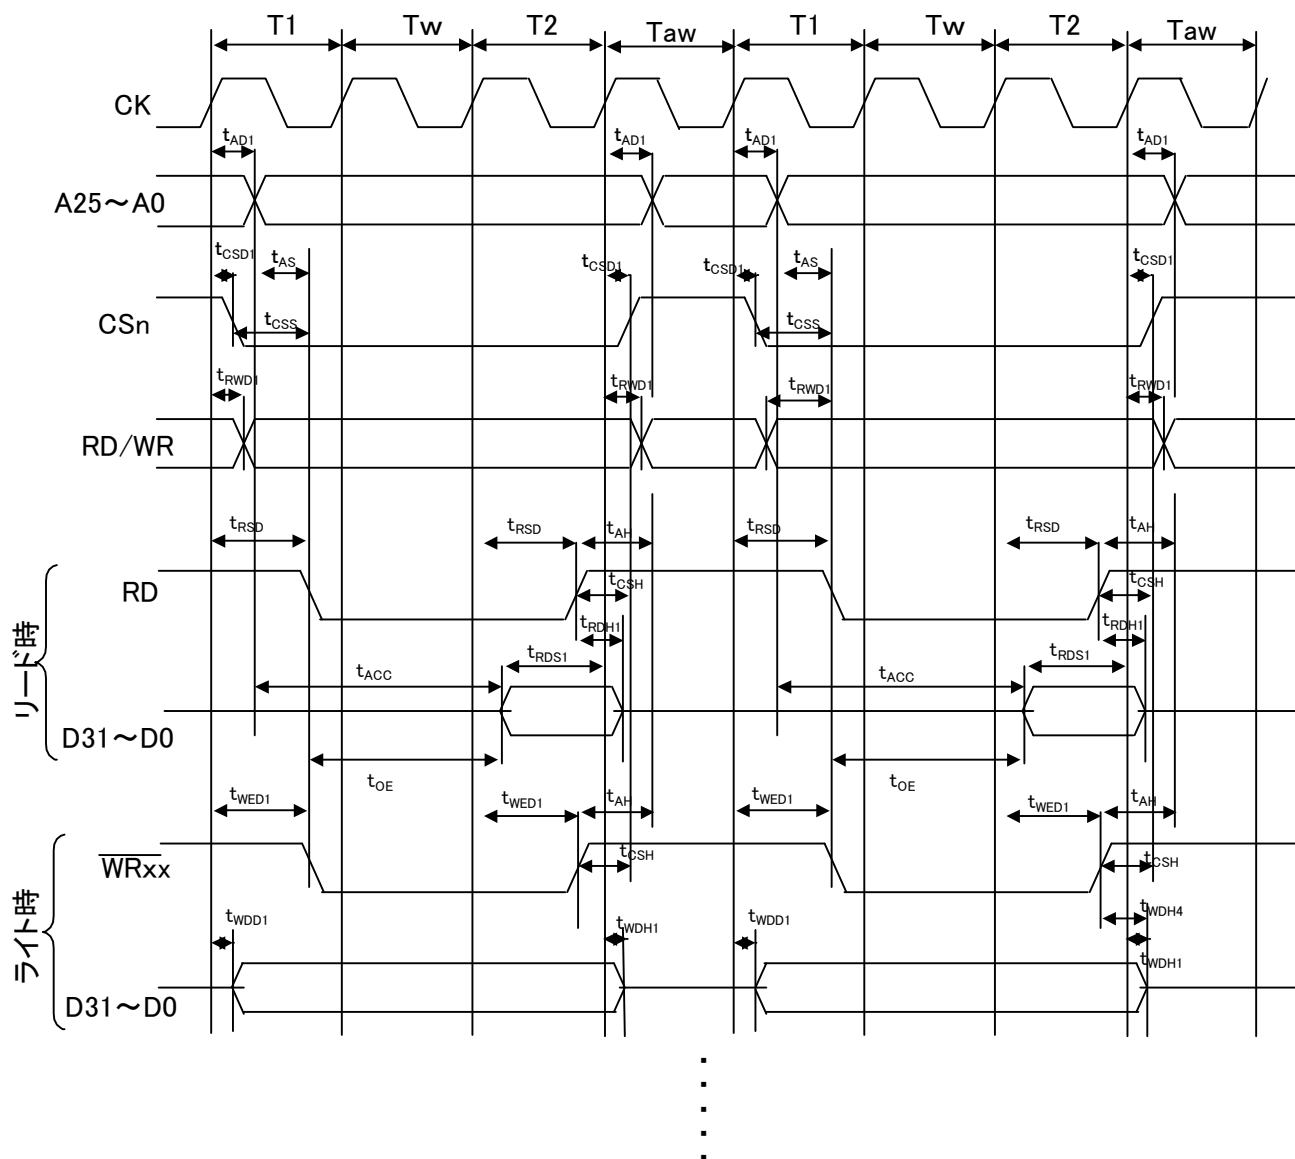 T1 Tw T2 Taw T1 Tw T2 Taw
CK
tAD1 tAD1 tAD1 tAD1
A25～A0
tCSD1 tAS tCSD1 tCSD1 tAS tCSD1
CSn
tCSS tCSS
tRWD1 tRWD1 tRWD1 tRWD1
RD/WR
tRSD tRSD tAH tRSD tRSD tAH
RD
tCSH tCSH
tRDH1 tRDH1
リード時
tRDS1 tRDS1
tACC tACC
D31～D0
tOE tOE
tWED1 tWED1 tAH tWED1 tWED1 tAH
WRxx
tCSH tCSH
ライト時
tWDD1 tWDH1 tWDD1 tWDH4
tWDH1
D31～D0